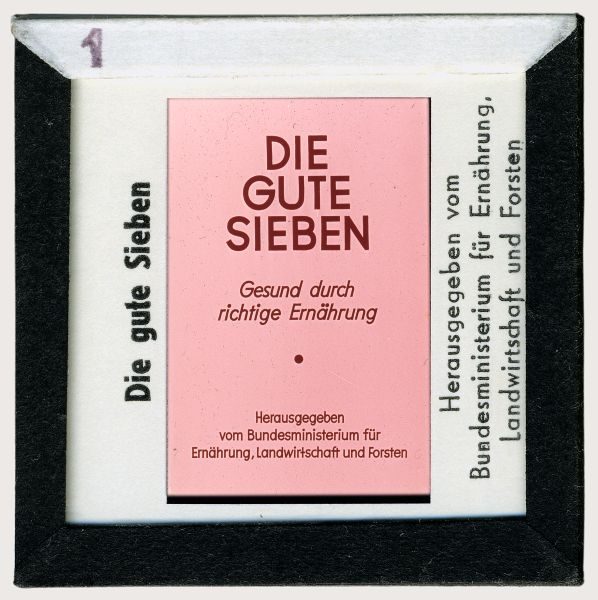 1
Die gute Sieben
DIE
GUTE
SIEBEN
Gesund durch
richtige Ernährung
•
Herausgegeben
vom Bundesministerium für
Ernährung, Landwirtschaft und Forsten
Herausgegeben vom
Bundesministerium für Ernährung,
Landwirtschaft und Forsten